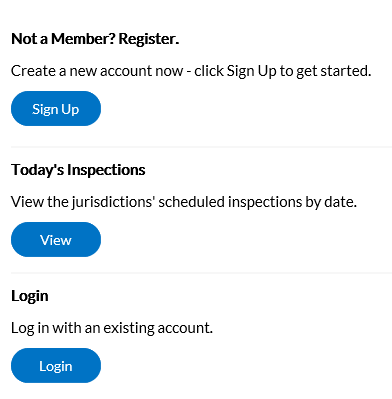 Not a Member? Register.
Create a new account now - click Sign Up to get started.
Sign Up
Today's Inspections
View the jurisdictions' scheduled inspections by date.
View
Login
Log in with an existing account.
Login